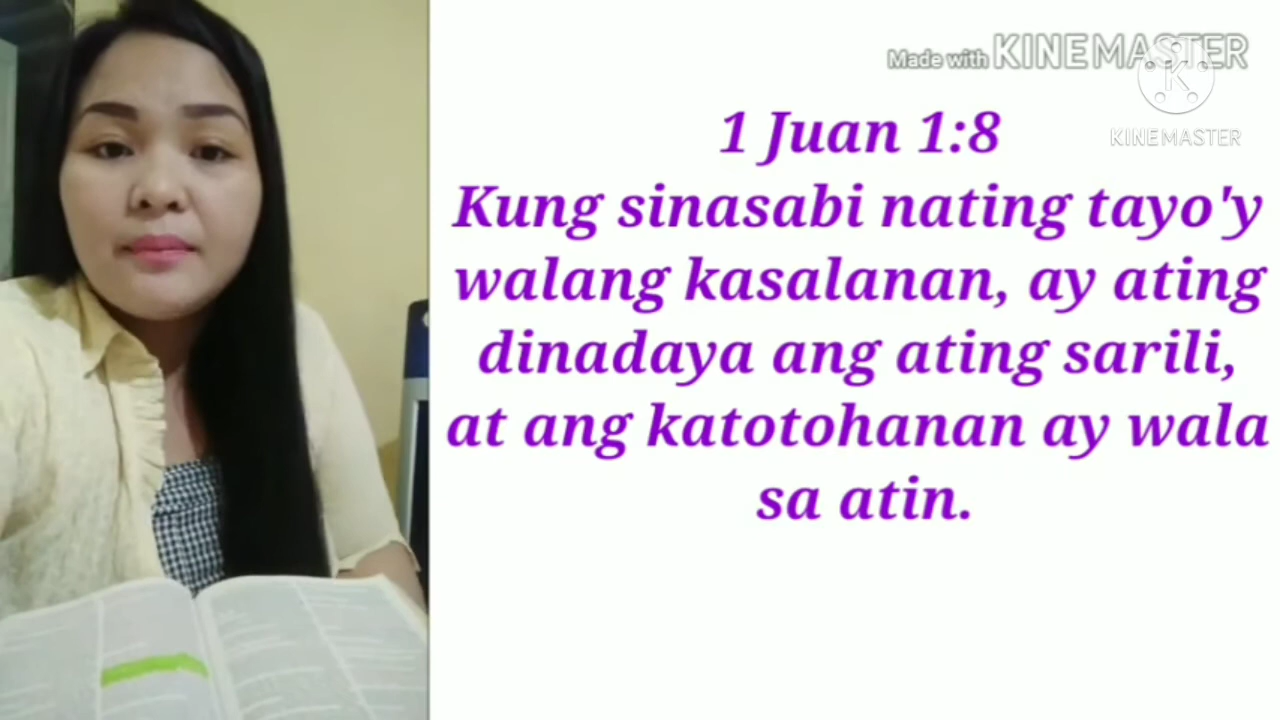 Made with KINEMASTER
K
KINEMASTER
1 Juan 1:8
Kung sinasabi nating tayo'y
walang kasalanan, ay ating
dinadaya ang ating sarili,
at ang katotohanan ay wala
sa atin.